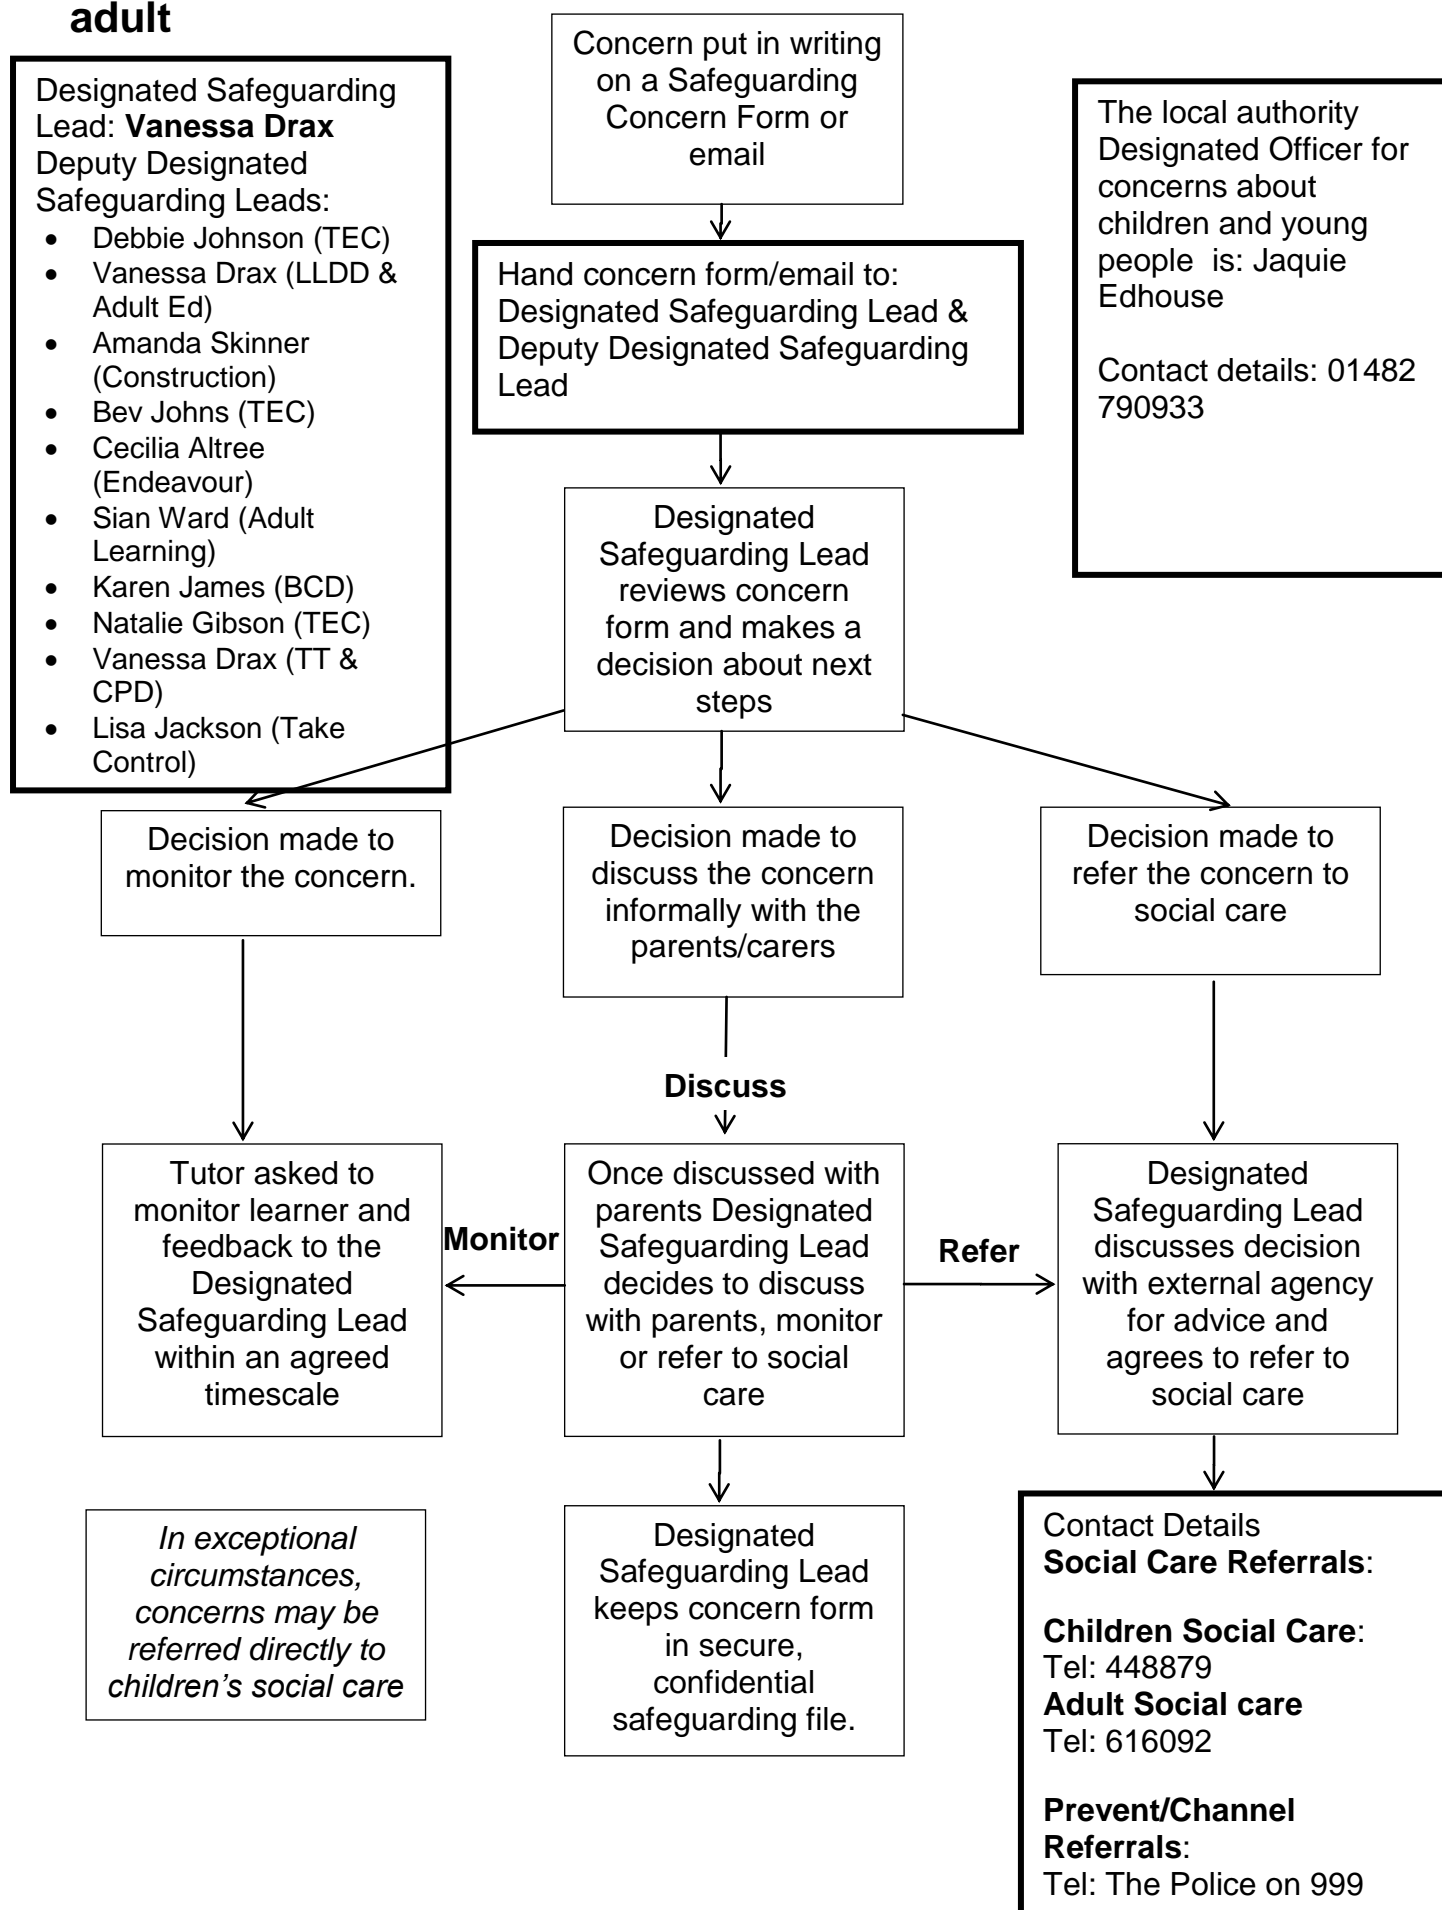 adult
Designated Safeguarding
Lead: Vanessa Drax
Deputy Designated
Safeguarding Leads:
• Debbie Johnson (TEC)
• Vanessa Drax (LLDD &
Adult Ed)
• Amanda Skinner
(Construction)
• Bev Johns (TEC)
• Cecilia Altree
(Endeavour)
• Sian Ward (Adult
Learning)
• Karen James (BCD)
• Natalie Gibson (TEC)
• Vanessa Drax (TT &
CPD)
• Lisa Jackson (Take
Control)
Concern put in writing
on a Safeguarding
Concern Form or
email
The local authority
Designated Officer for
concerns about
children and young
people  is: Jaquie
Edhouse
Contact details: 01482
790933
Hand concern form/email to:
Designated Safeguarding Lead &
Deputy Designated Safeguarding
Lead
Designated
Safeguarding Lead
reviews concern
form and makes a
decision about next
steps
Decision made to
monitor the concern.
Decision made to
discuss the concern
informally with the
parents/carers
Decision made to
refer the concern to
social care
Discuss
Tutor asked to
monitor learner and
feedback to the
Designated
Safeguarding Lead
within an agreed
timescale
Monitor
Once discussed with
parents Designated
Safeguarding Lead
decides to discuss
with parents, monitor
or refer to social
care
Refer
Designated
Safeguarding Lead
discusses decision
with external agency
for advice and
agrees to refer to
social care
In exceptional
circumstances,
concerns may be
referred directly to
children’s social care
Designated
Safeguarding Lead
keeps concern form
in secure,
confidential
safeguarding file.
Contact Details
Social Care Referrals:
Children Social Care:
Tel: 448879
Adult Social care
Tel: 616092
Prevent/Channel
Referrals:
Tel: The Police on 999